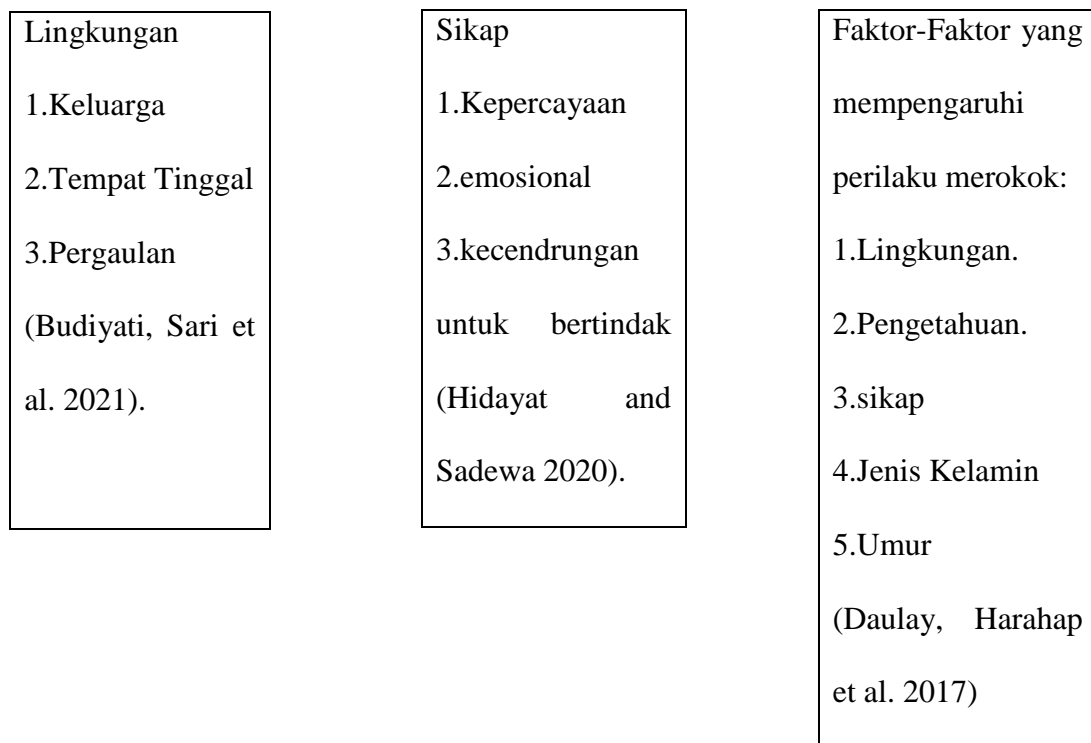 Lingkungan
1.Keluarga
2.Tempat Tinggal
3.Pergaulan
(Budiyati, Sari et
al. 2021).
Sikap
1.Kepercayaan
2.emosional
3.kecendrungan
untuk bertindak
(Hidayat and
Sadewa 2020).
Faktor-Faktor yang
mempengaruhi
perilaku merokok:
1.Lingkungan.
2.Pengetahuan.
3.sikap
4.Jenis Kelamin
5.Umur
(Daulay, Harahap
et al. 2017)